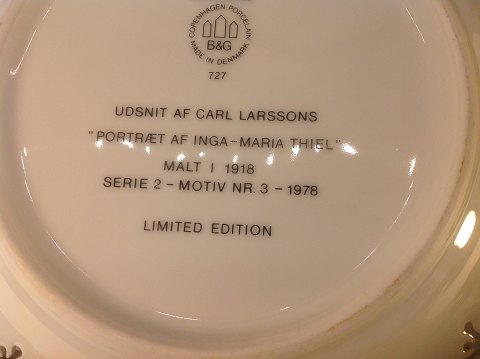 COPENHAGEN PORCELAIN
B&G
MADE IN DENMARK
727
UDSNIT AF CARL LARSSONS
"PORTRÆT AF INGA-MARIA THIEL"
MALT I 1918
SERIE 2 - MOTIV NR. 3 - 1978
LIMITED EDITION